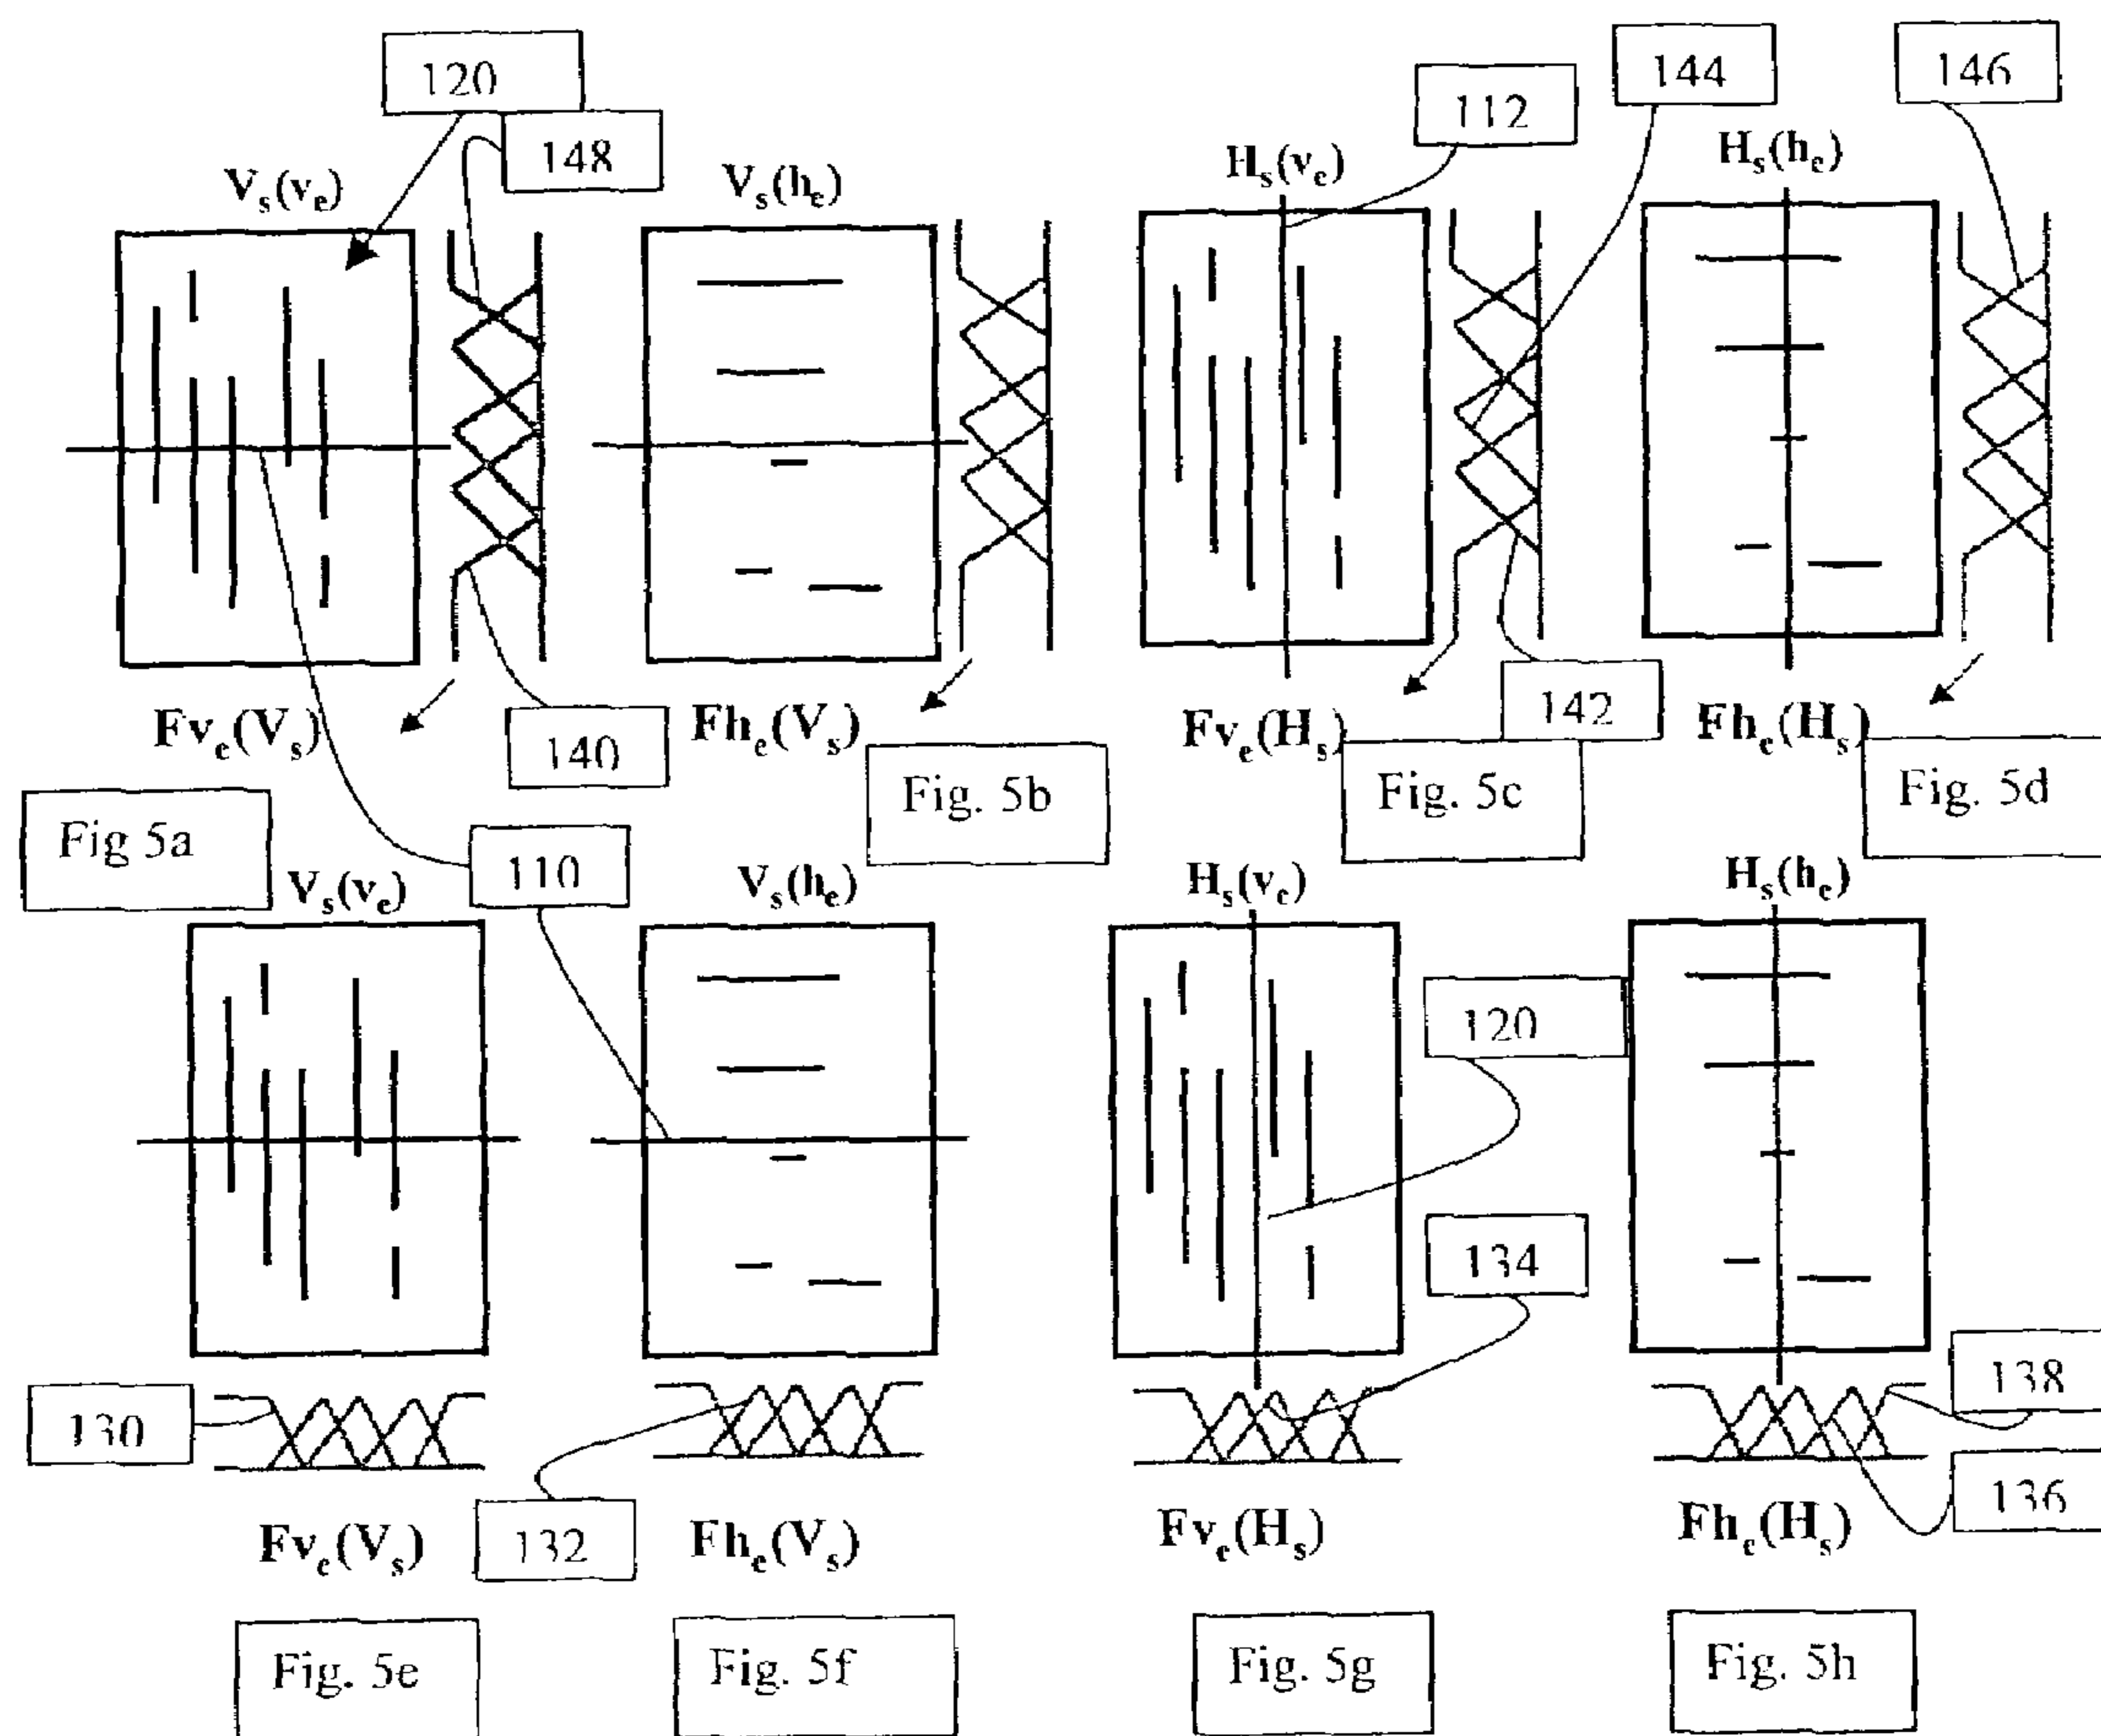 120
148
112
144
146
Vs(ve)
Vs(he)
Hs(ve)
Hs(he)
Fve(Vs)
140
Fhe(Vs)
Fve(Hs)
142
Fhe(Hs)
Fig 5a
Fig. 5b
Fig. 5c
Fig. 5d
110
Vs(ve)
Vs(he)
Hs(ve)
Hs(he)
120
134
130
138
132
136
Fve(Vs)
Fhe(Vs)
Fve(Hs)
Fhe(Hs)
Fig. 5e
Fig. 5f
Fig. 5g
Fig. 5h